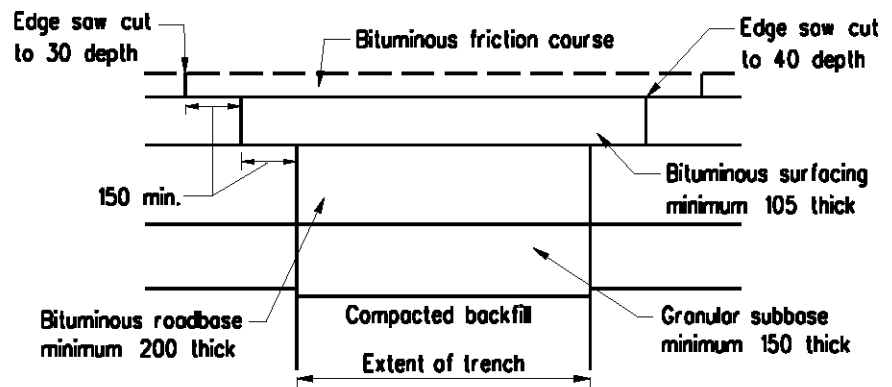 Edge saw cut
to 30 depth
Bituminous friction course
Edge saw cut
to 40 depth
150 min.
Bituminous surfacing
minimum 105 thick
Bituminous roadbase
minimum 200 thick
Compacted backfill
Granular subbase
minimum 150 thick
Extent of trench